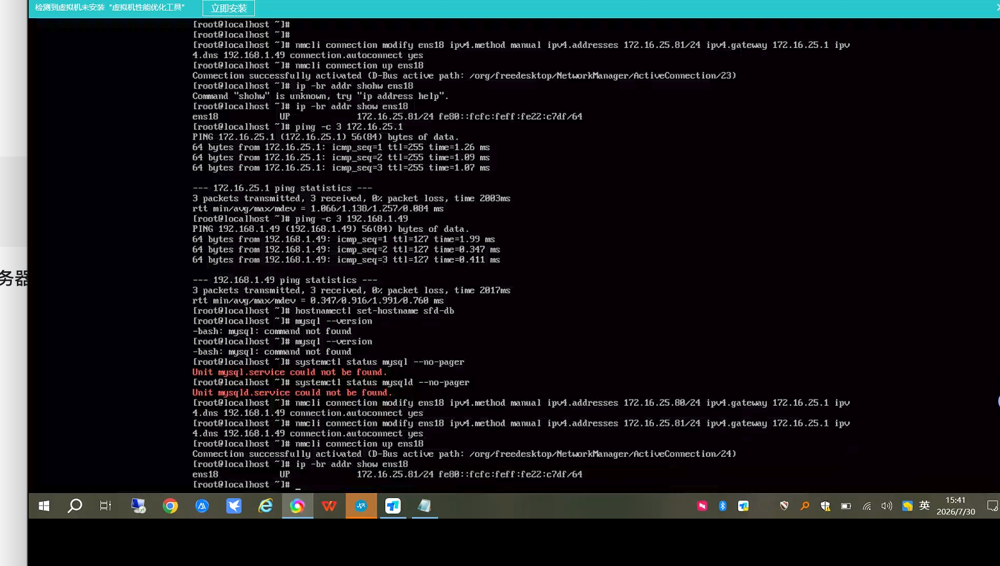 检测到虚拟机未安装“虚拟机性能优化工具”
立即安装
[root@localhost ~]#
[root@localhost ~]#
[root@localhost ~]# nmcli connection modify ens18 ipv4.method manual ipv4.addresses 172.16.25.81/24 ipv4.gateway 172.16.25.1 ipv
4.dns 192.168.1.49 connection.autoconnect yes
[root@localhost ~]# nmcli connection up ens18
Connection successfully activated (D-Bus active path: /org/freedesktop/NetworkManager/ActiveConnection/23)
[root@localhost ~]# ip -br addr shohw ens18
Command "shohw" is unknown, try "ip address help".
[root@localhost ~]# ip -br addr show ens18
ens18 UP 172.16.25.81/24 fe80::fcfc:feff:fe22:c7df/64
[root@localhost ~]# ping -c 3 172.16.25.1
PING 172.16.25.1 (172.16.25.1) 56(84) bytes of data.
64 bytes from 172.16.25.1: icmp_seq=1 ttl=255 time=1.26 ms
64 bytes from 172.16.25.1: icmp_seq=2 ttl=255 time=1.09 ms
64 bytes from 172.16.25.1: icmp_seq=3 ttl=255 time=1.07 ms
--- 172.16.25.1 ping statistics ---
3 packets transmitted, 3 received, 0% packet loss, time 2003ms
rtt min/avg/max/mdev = 1.066/1.138/1.257/0.084 ms
[root@localhost ~]# ping -c 3 192.168.1.49
PING 192.168.1.49 (192.168.1.49) 56(84) bytes of data.
64 bytes from 192.168.1.49: icmp_seq=1 ttl=127 time=1.99 ms
64 bytes from 192.168.1.49: icmp_seq=2 ttl=127 time=0.347 ms
64 bytes from 192.168.1.49: icmp_seq=3 ttl=127 time=0.411 ms
--- 192.168.1.49 ping statistics ---
3 packets transmitted, 3 received, 0% packet loss, time 2017ms
rtt min/avg/max/mdev = 0.347/0.916/1.991/0.760 ms
[root@localhost ~]# hostnamectl set-hostname sfd-db
[root@localhost ~]# mysql --version
-bash: mysql: command not found
[root@localhost ~]# mysql --version
-bash: mysql: command not found
[root@localhost ~]# systemctl status mysql --no-pager
Unit mysql.service could not be found.
[root@localhost ~]# systemctl status mysqld --no-pager
Unit mysqld.service could not be found.
[root@localhost ~]# nmcli connection modify ens18 ipv4.method manual ipv4.addresses 172.16.25.80/24 ipv4.gateway 172.16.25.1 ipv
4.dns 192.168.1.49 connection.autoconnect yes
[root@localhost ~]# nmcli connection modify ens18 ipv4.method manual ipv4.addresses 172.16.25.81/24 ipv4.gateway 172.16.25.1 ipv
4.dns 192.168.1.49 connection.autoconnect yes
[root@localhost ~]# nmcli connection up ens18
Connection successfully activated (D-Bus active path: /org/freedesktop/NetworkManager/ActiveConnection/24)
[root@localhost ~]# ip -br addr show ens18
ens18 UP 172.16.25.81/24 fe80::fcfc:feff:fe22:c7df/64
[root@localhost ~]# _
务器
英
15:41
2026/7/30